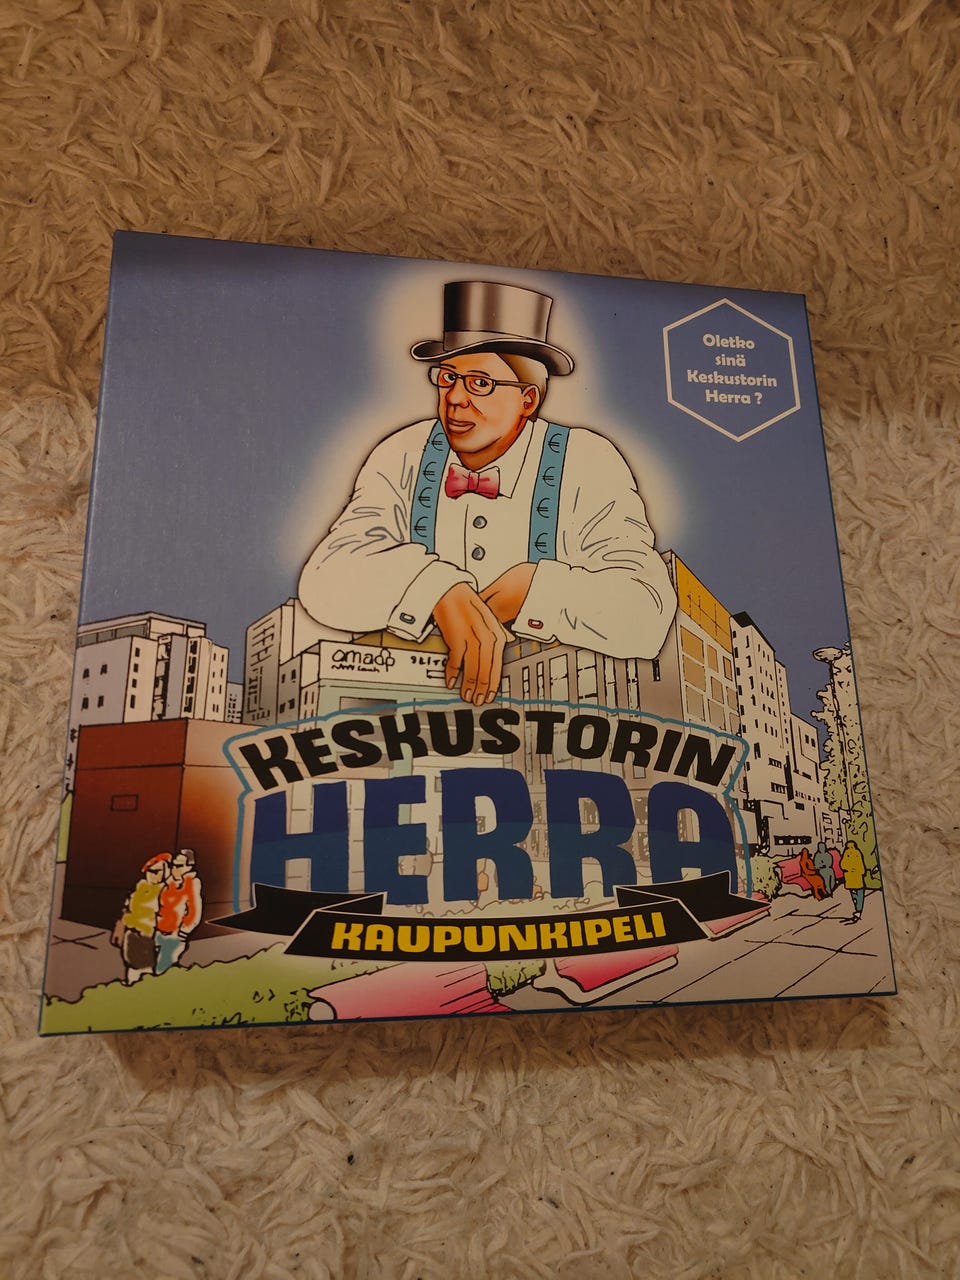 Oletko
sinä
Keskustorin
Herra ?
€
€
€
€
€
€
€
€
€
KESKUSTORIN
HERRA
KAUPUNKIPELI